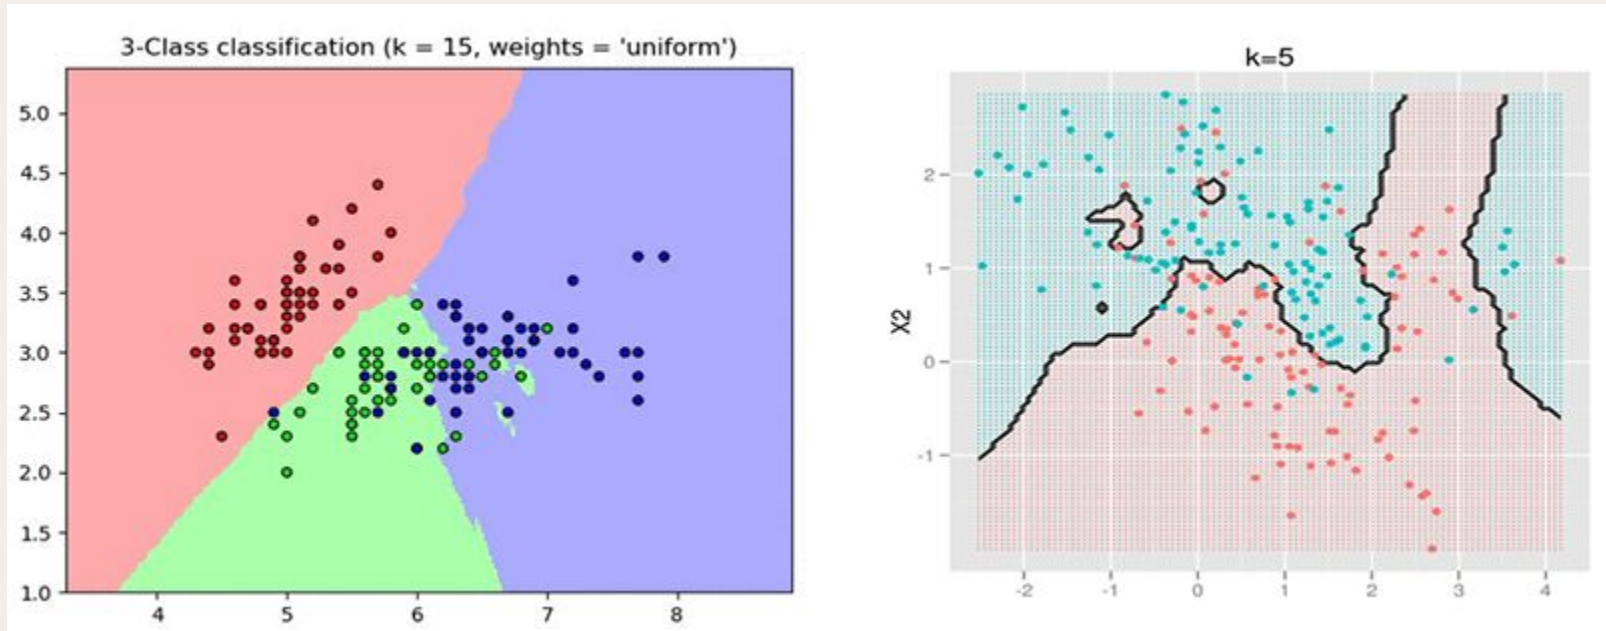 3-Class classification (k = 15, weights = 'uniform')
5.0
4.5
4.0
3.5
3.0
2.5
2.0
1.5
1.0
4 5 6 7 8
k=5
X2
2
1
0
-1
-2 -1 0 1 2 3 4